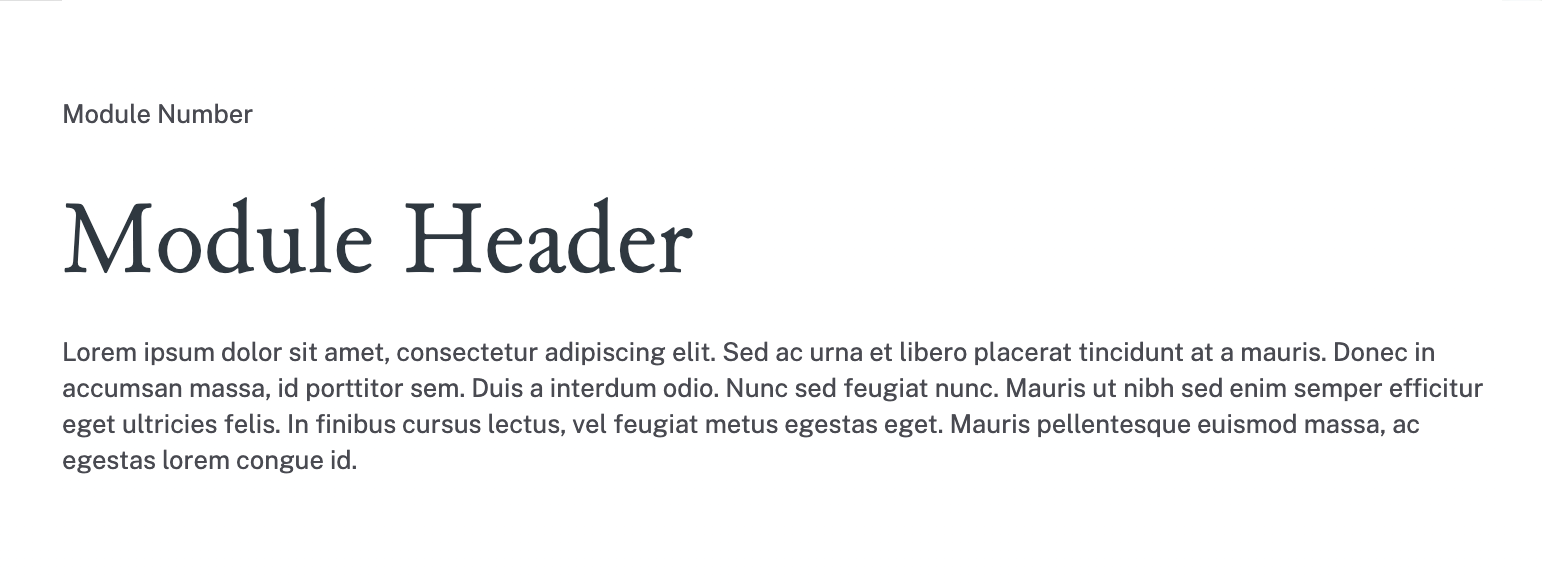 Module Number
Module Header
Lorem ipsum dolor sit amet, consectetur adipiscing elit. Sed ac urna et libero placerat tincidunt at a mauris. Donec in
accumsan massa, id porttitor sem. Duis a interdum odio. Nunc sed feugiat nunc. Mauris ut nibh sed enim semper efficitur
eget ultricies felis. In finibus cursus lectus, vel feugiat metus egestas eget. Mauris pellentesque euismod massa, ac
egestas lorem congue id.